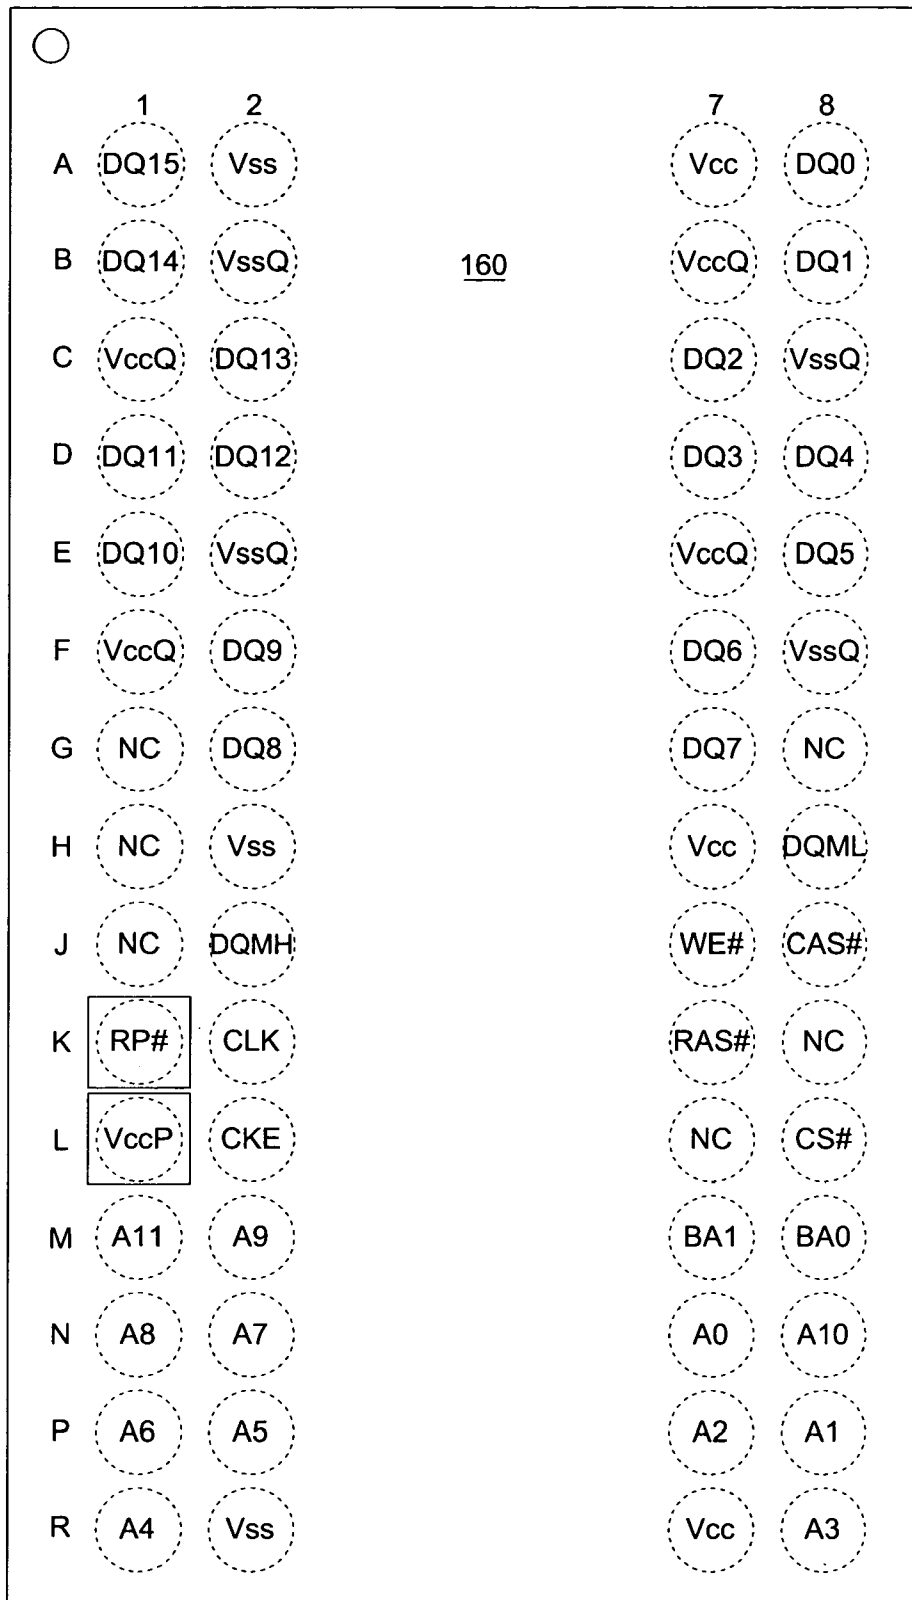 1 2 7 8
A DQ15 Vss Vcc DQ0
B DQ14 VssQ 160 VccQ DQ1
C VccQ DQ13 DQ2 VssQ
D DQ11 DQ12 DQ3 DQ4
E DQ10 VssQ VccQ DQ5
F VccQ DQ9 DQ6 VssQ
G NC DQ8 DQ7 NC
H NC Vss Vcc DQML
J NC DQMH WE# CAS#
K RP# CLK RAS# NC
L VccP CKE NC CS#
M A11 A9 BA1 BA0
N A8 A7 A0 A10
P A6 A5 A2 A1
R A4 Vss Vcc A3